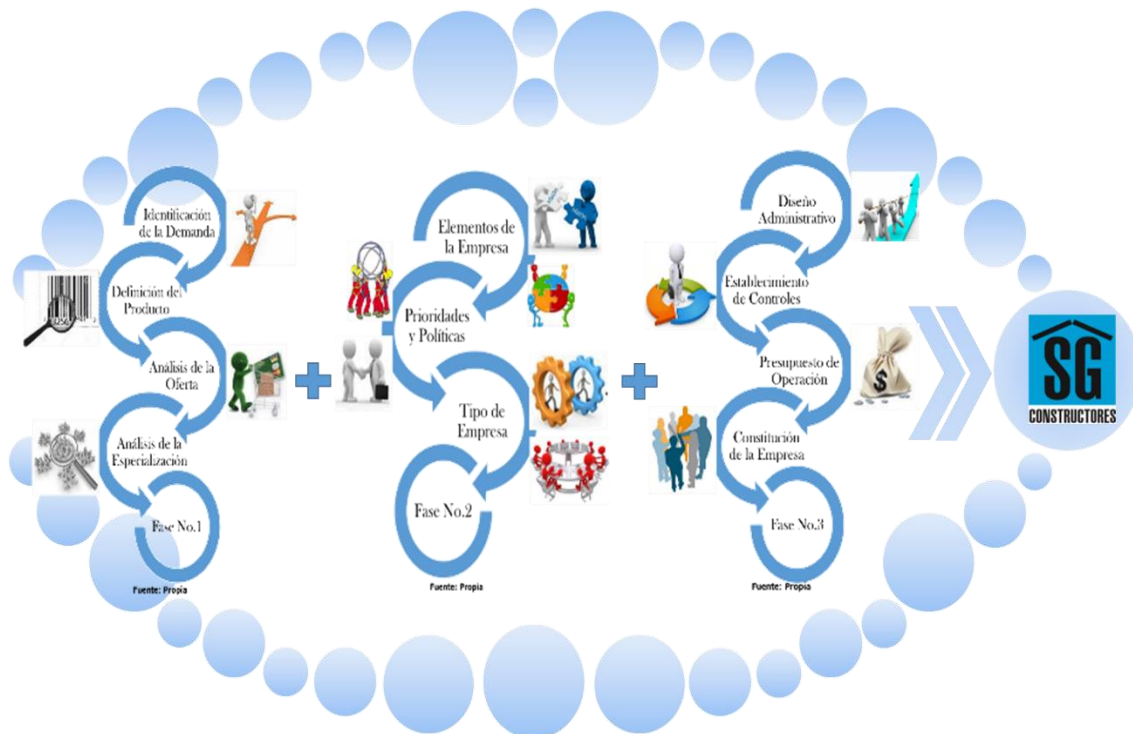 Identificación
de la Demanda
Definición del
Producto
Análisis de la
Oferta
Análisis de la
Especialización
Fase No.1
Fuente: Propia
Elementos de
la Empresa
Prioridades
y Políticas
Tipo de
Empresa
Fase No.2
Fuente: Propia
Diseño
Administrativo
Establecimiento
de Controles
Presupuesto de
Operación
$
Constitución
de la Empresa
Fase No.3
Fuente: Propia
SG
CONSTRUCTORES